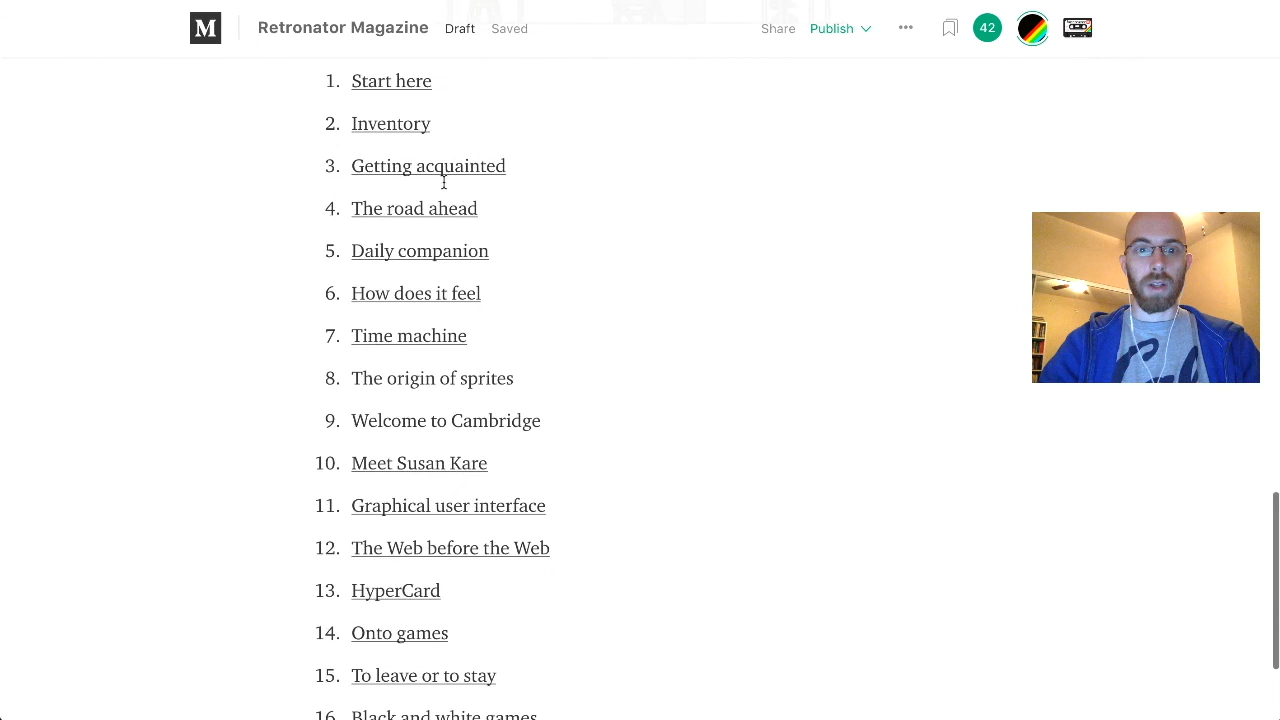 M Retronator Magazine Draft Saved Share Publish ••• 42
1. Start here
2. Inventory
3. Getting acquainted
4. The road ahead
5. Daily companion
6. How does it feel
7. Time machine
8. The origin of sprites
9. Welcome to Cambridge
10. Meet Susan Kare
11. Graphical user interface
12. The Web before the Web
13. HyperCard
14. Onto games
15. To leave or to stay
16. Black and white games